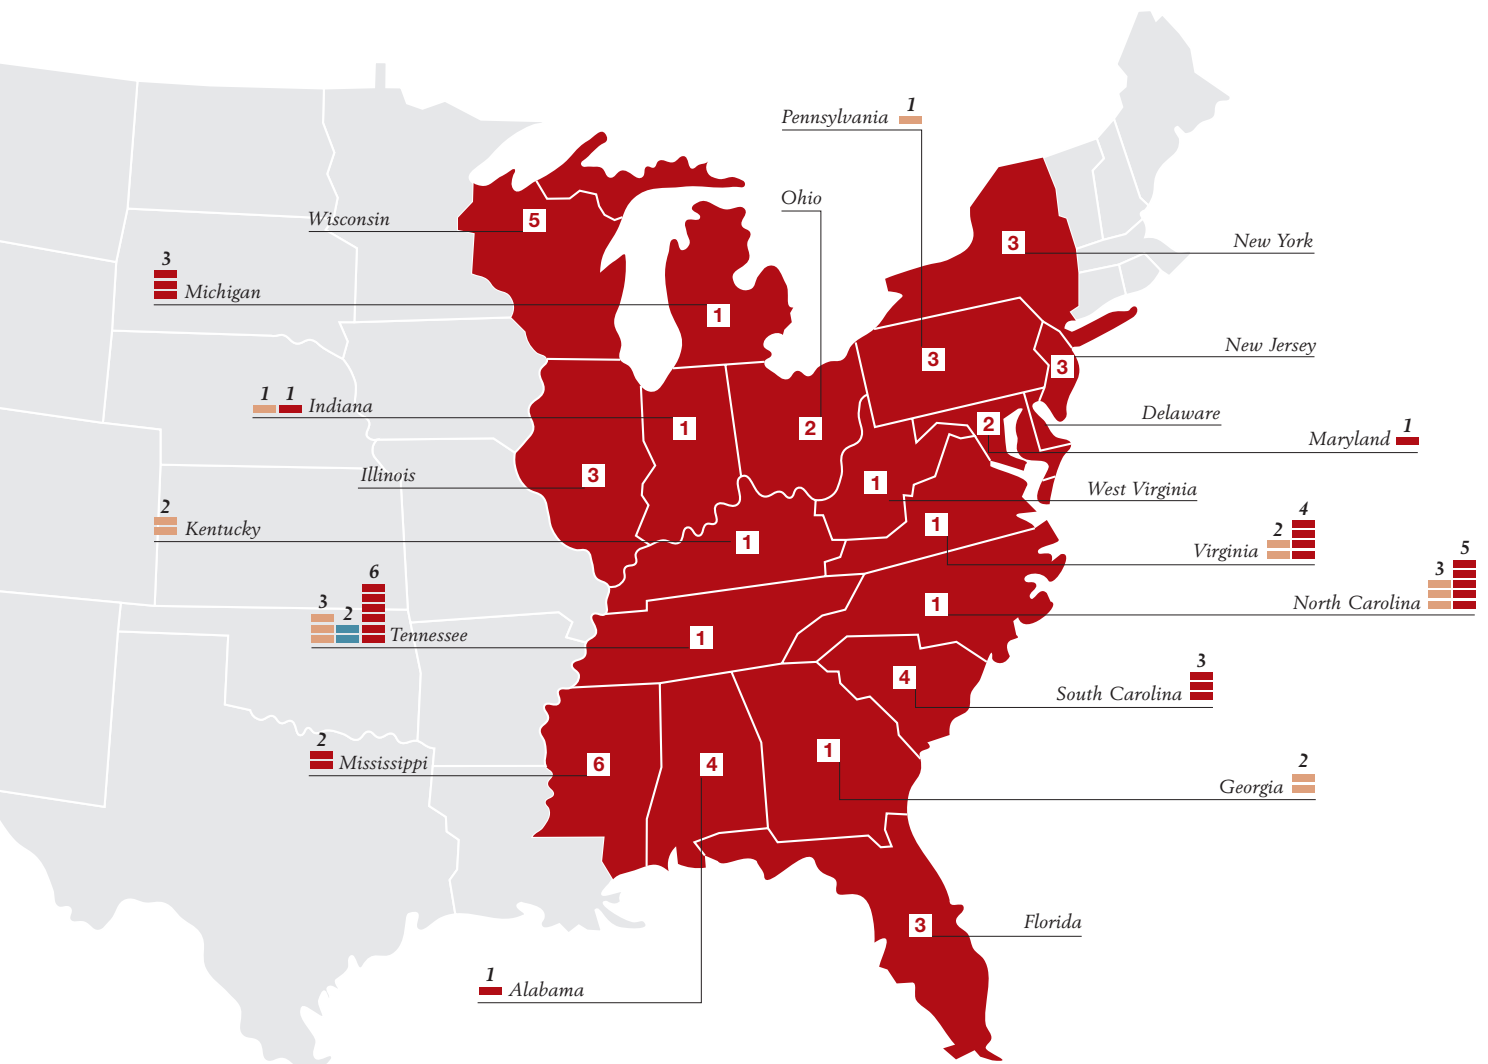 1
Pennsylvania
Ohio
Wisconsin
5
3
New York
3
Michigan
1
New Jersey
3
3
1 1
Indiana
1
2
Delaware
2
1
Maryland
Illinois
3
1
West Virginia
2
Kentucky
1
1
2 4
Virginia
3 5
North Carolina
1
3 2 6
Tennessee
1
4
3
South Carolina
2
Mississippi
6
4
1
2
Georgia
3
Florida
1
Alabama